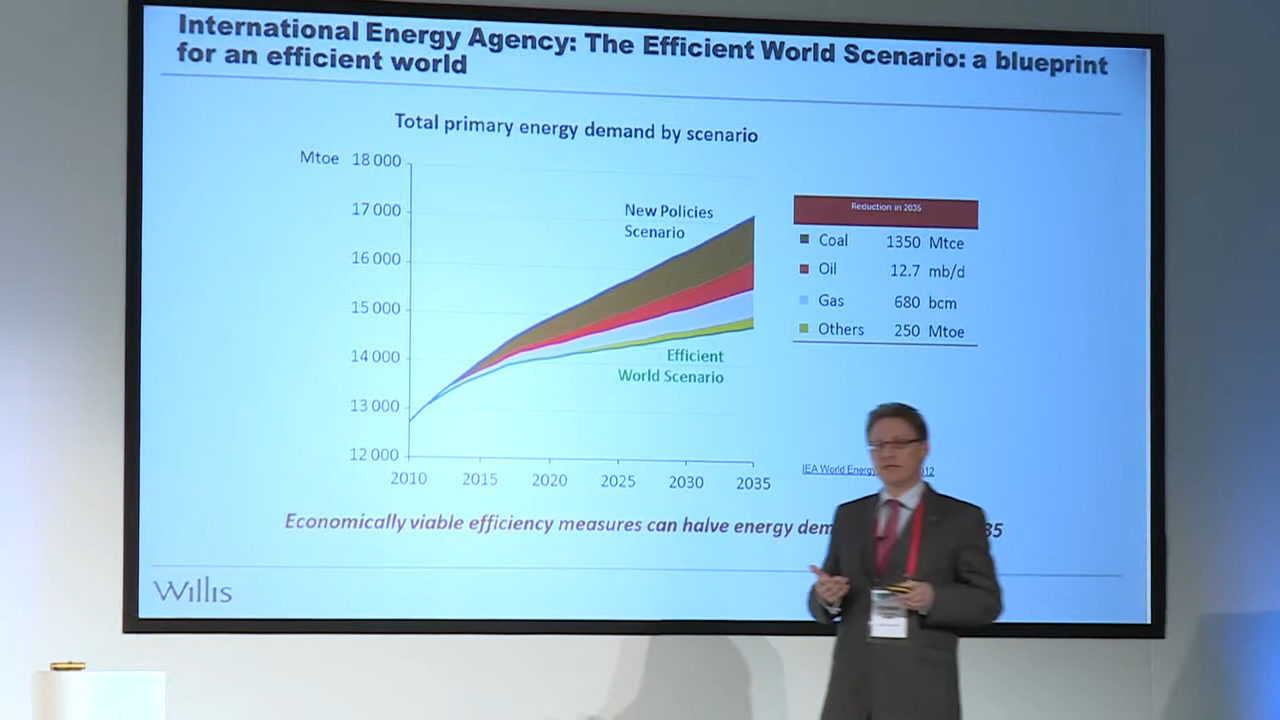 International Energy Agency: The Efficient World Scenario: a blueprint
for an efficient world
Total primary energy demand by scenario
Mtoe 18 000
17 000
16 000
15 000
14 000
13 000
12 000
2010 2015 2020 2025 2030 2035
New Policies
Scenario
Efficient
World Scenario
Reduction in 2035
Coal 1350 Mtce
Oil 12.7 mb/d
Gas 680 bcm
Others 250 Mtoe
IEA World Energy 12
Economically viable efficiency measures can halve energy dem 35
Willis